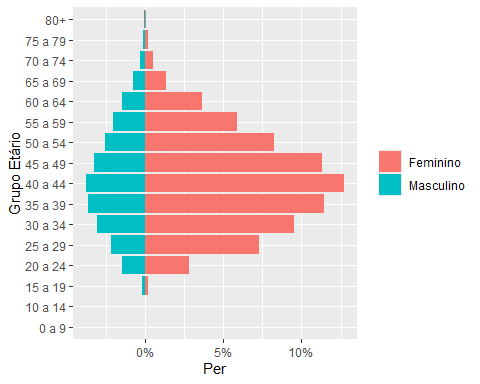 Grupo Etário
80+
75 a 79
70 a 74
65 a 69
60 a 64
55 a 59
50 a 54
45 a 49
40 a 44
35 a 39
30 a 34
25 a 29
20 a 24
15 a 19
10 a 14
0 a 9
0%
5%
10%
Per
Feminino
Masculino